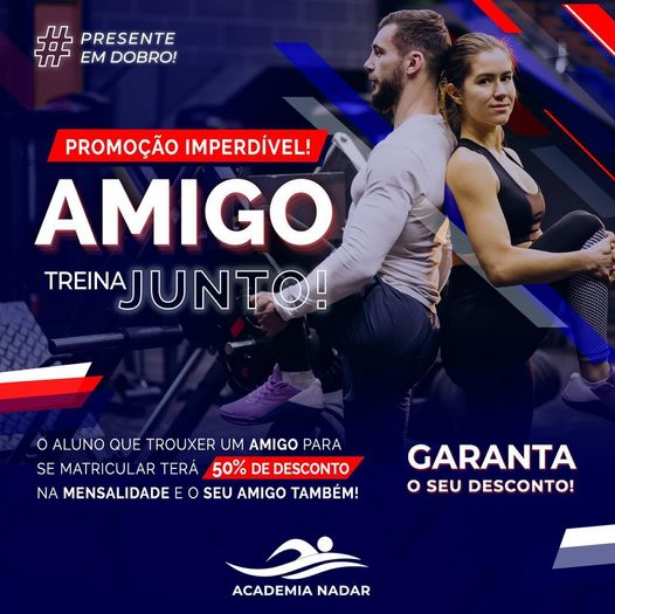 # PRESENTE
EM DOBRO!
PROMOÇÃO IMPERDÍVEL!
AMIGO
TREINA JUNTO!
O ALUNO QUE TROUXER UM AMIGO PARA
SE MATRICULAR TERÁ 50% DE DESCONTO
NA MENSALIDADE E O SEU AMIGO TAMBÉM!
GARANTA
O SEU DESCONTO!
ACADEMIA NADAR